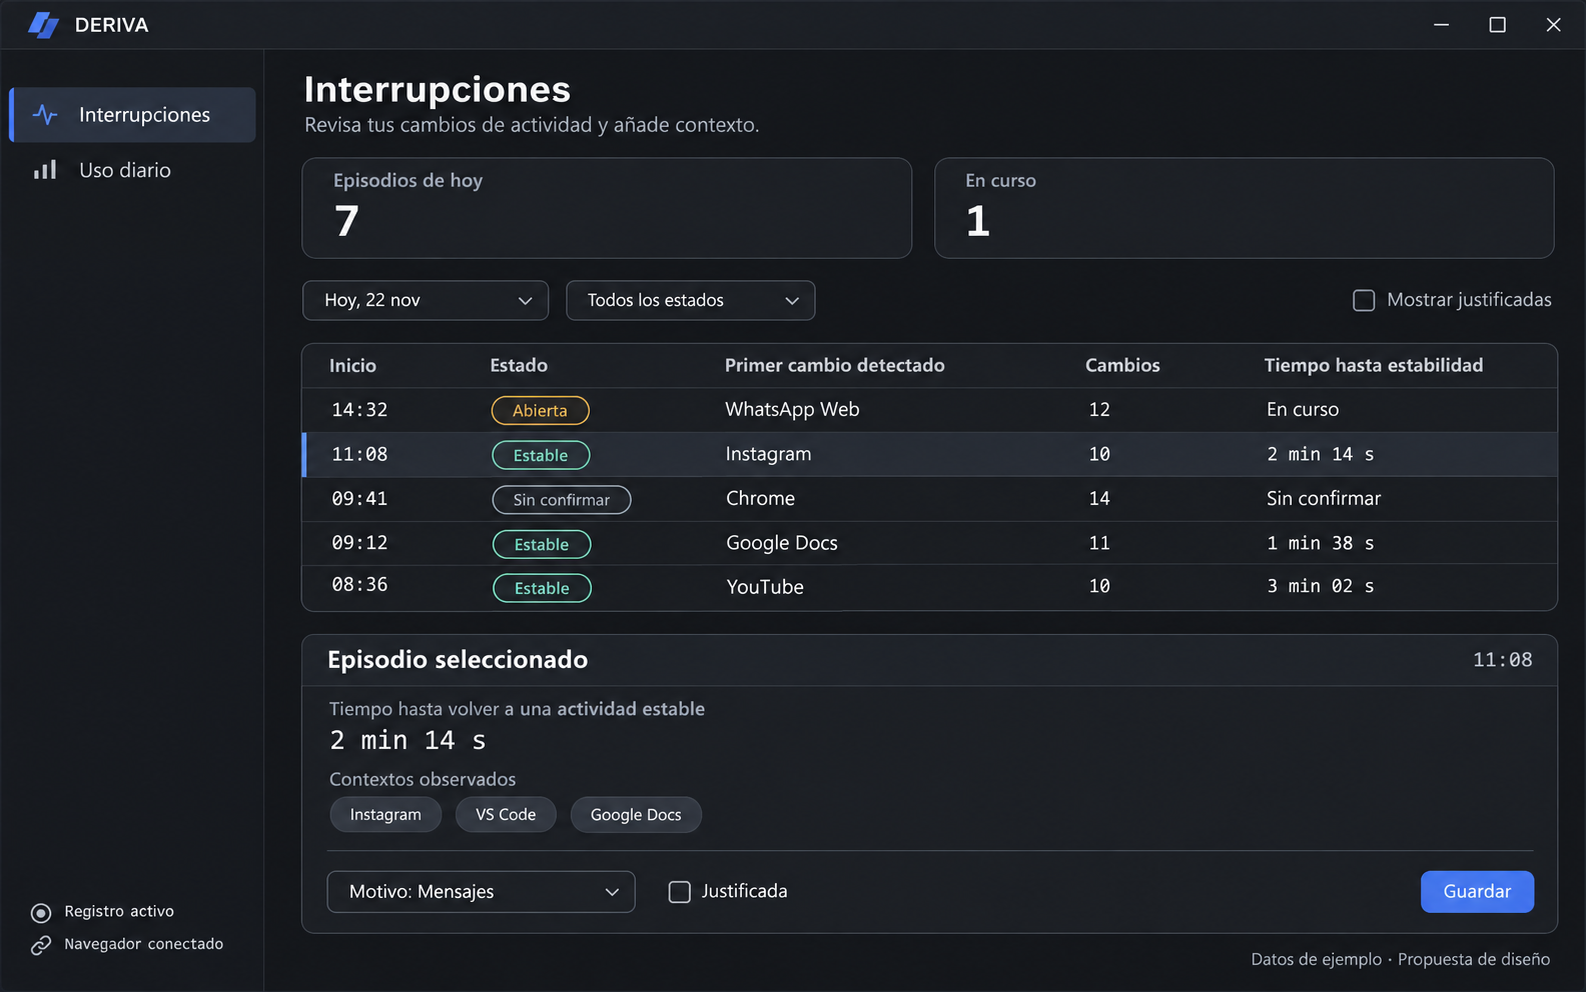 DERIVA
Interrupciones
Uso diario
Registro activo
Navegador conectado
Interrupciones
Revisa tus cambios de actividad y añade contexto.
Episodios de hoy
7
En curso
1
Hoy, 22 nov
Todos los estados
Mostrar justificadas
Inicio Estado Primer cambio detectado Cambios Tiempo hasta estabilidad
14:32 Abierta WhatsApp Web 12 En curso
11:08 Estable Instagram 10 2 min 14 s
09:41 Sin confirmar Chrome 14 Sin confirmar
09:12 Estable Google Docs 11 1 min 38 s
08:36 Estable YouTube 10 3 min 02 s
Episodio seleccionado 11:08
Tiempo hasta volver a una actividad estable
2 min 14 s
Contextos observados
Instagram VS Code Google Docs
Motivo: Mensajes Justificada Guardar
Datos de ejemplo · Propuesta de diseño